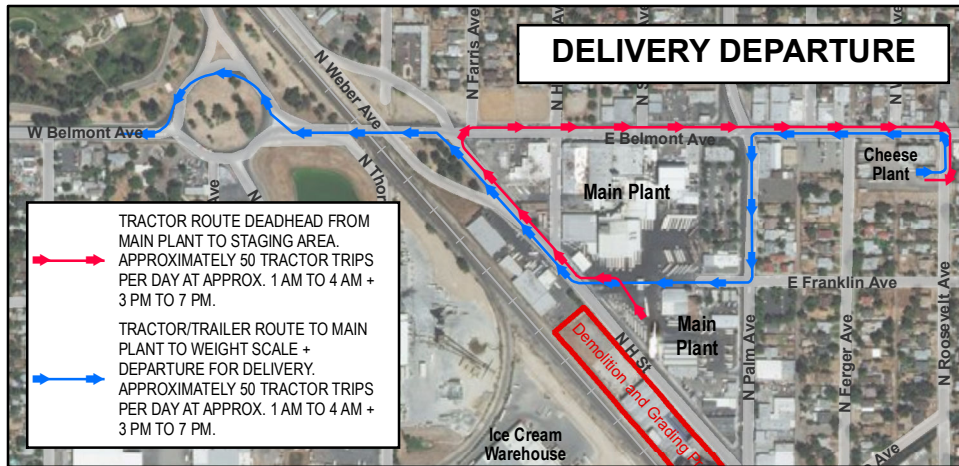 DELIVERY DEPARTURE
N Farris Ave
N H
N S
N V
N Weber Ave
W Belmont Ave
E Belmont Ave
Cheese
Plant
Main Plant
N Thor
Ave
N
TRACTOR ROUTE DEADHEAD FROM
MAIN PLANT TO STAGING AREA.
APPROXIMATELY 50 TRACTOR TRIPS
PER DAY AT APPROX. 1 AM TO 4 AM +
3 PM TO 7 PM.
TRACTOR/TRAILER ROUTE TO MAIN
PLANT TO WEIGHT SCALE +
DEPARTURE FOR DELIVERY.
APPROXIMATELY 50 TRACTOR TRIPS
PER DAY AT APPROX. 1 AM TO 4 AM +
3 PM TO 7 PM.
E Franklin Ave
Main
Plant
N H St
N Palm Ave
N Ferger Ave
N Roosevelt Ave
Demolition and Grading
Ice Cream
Warehouse
Ave